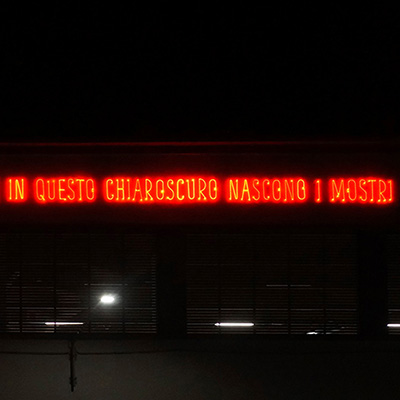 IN QUESTO CHIAROSCURO NASCONO I MOSTRI